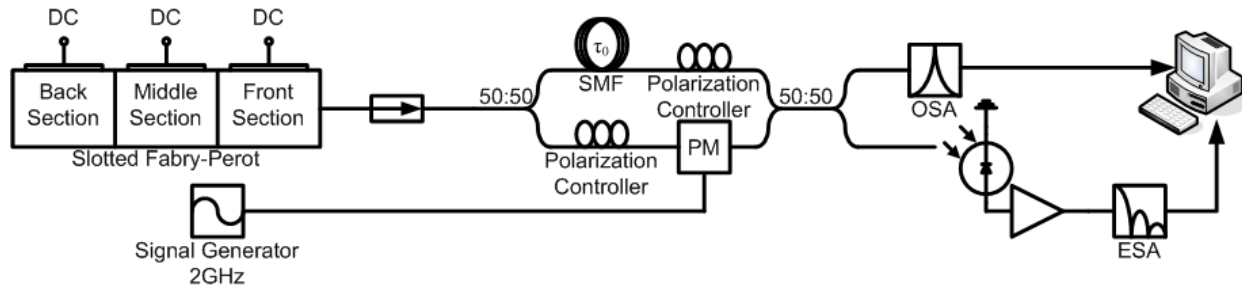 DC
DC
DC
Back
Section
Middle
Section
Front
Section
Slotted Fabry-Perot
Signal Generator
2GHz
50:50
τ0
SMF
Polarization
Controller
Polarization
Controller
PM
50:50
OSA
ESA